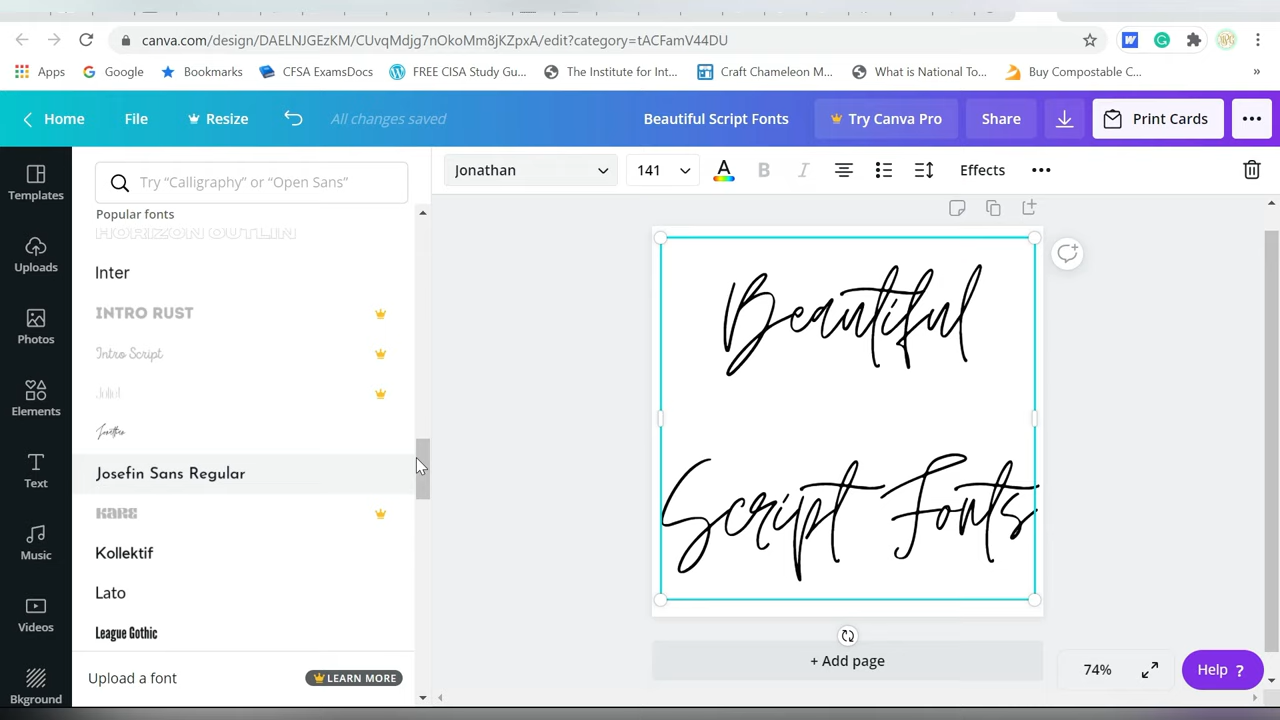 canva.com/design/DAELNJGEzKM/CUvqMdjg7nOkoMm8jKZpxA/edit?category=tACFamV44DU
Apps Google Bookmarks CFSA ExamsDocs FREE CFSA Study Gu... The Institute for Int... Craft Chameleon M... What is National To... Buy Compostable C... »
Home File Resize All changes saved Beautiful Script Fonts Try Canva Pro Share Print Cards
Templates
Uploads
Photos
Elements
Text
Music
Videos
Bkground
Try “Calligraphy” or “Open Sans”
Popular fonts
HORIZON OUTLIN
Inter
INTRO RUST
Intro Script
Juliet
Jonathan
Josefin Sans Regular
KARE
Kollektif
Lato
League Gothic
Upload a font LEARN MORE
Jonathan 141 A B I Effects
Beautiful
Script Fonts
+ Add page
74% Help ?